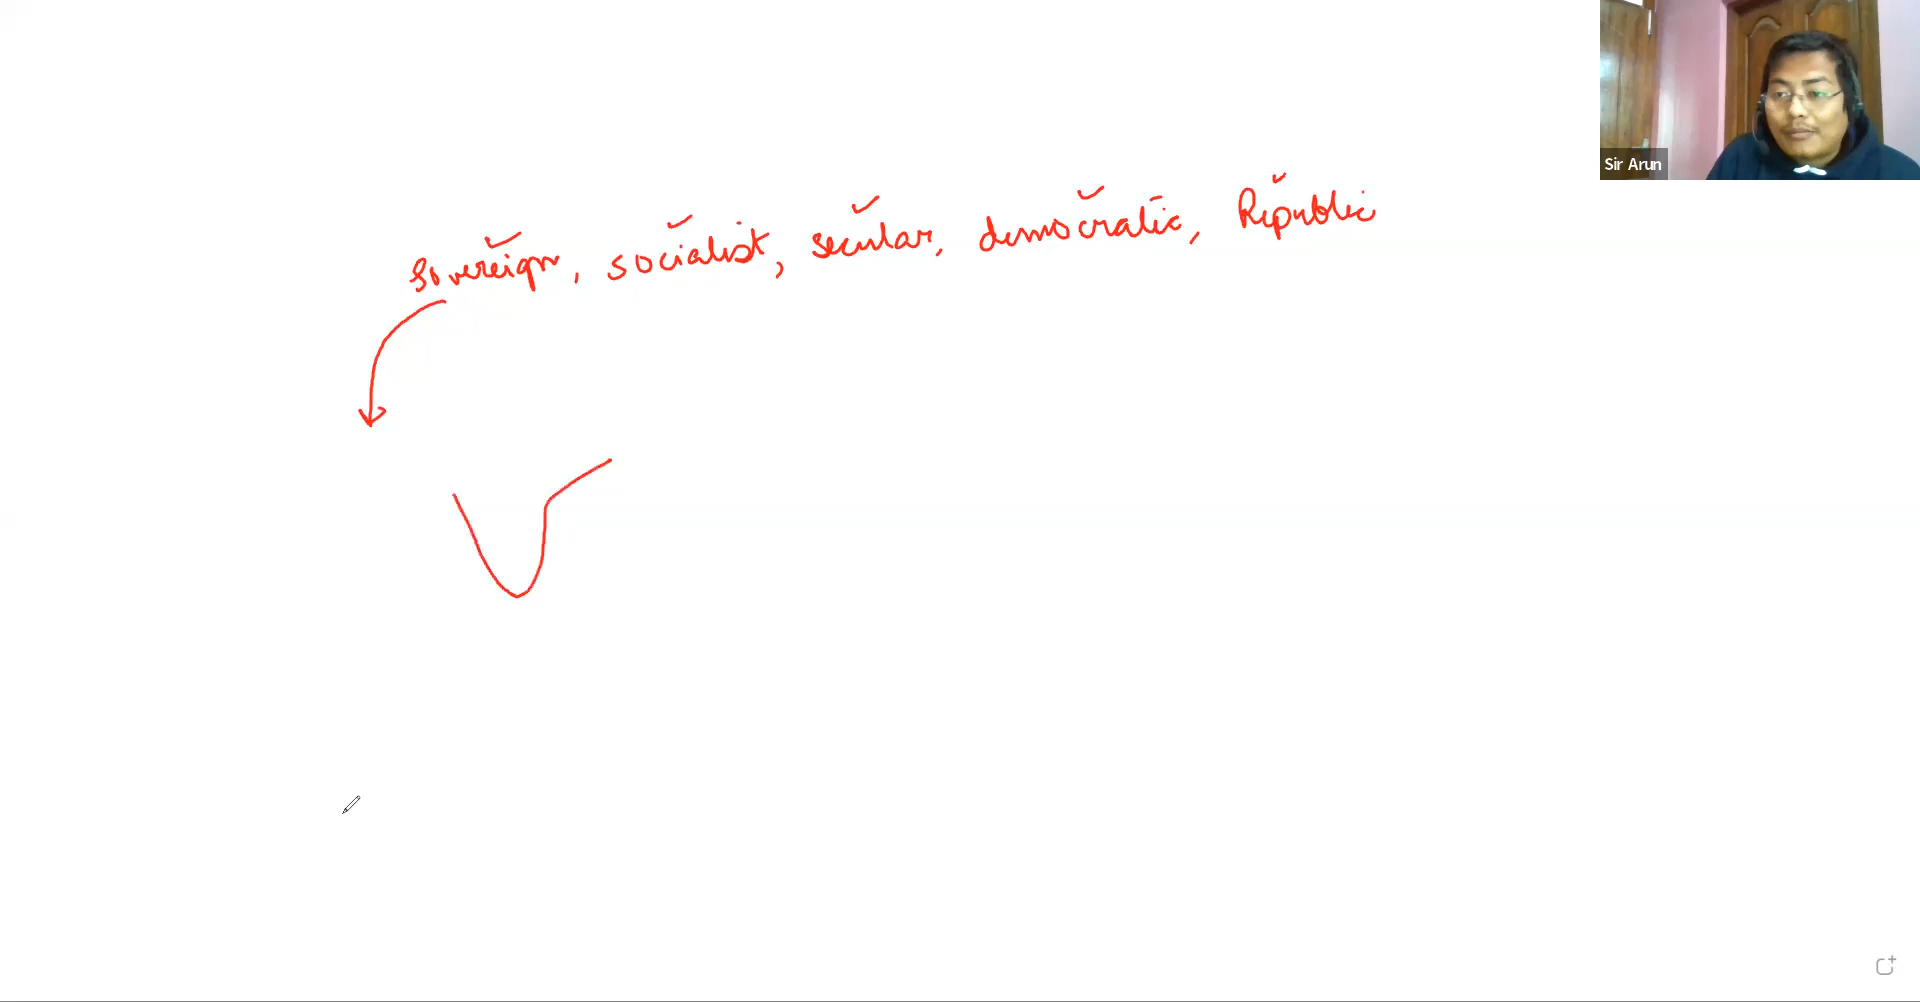 Sir Arun
Sovereign, socialist, secular, democratic, Republic